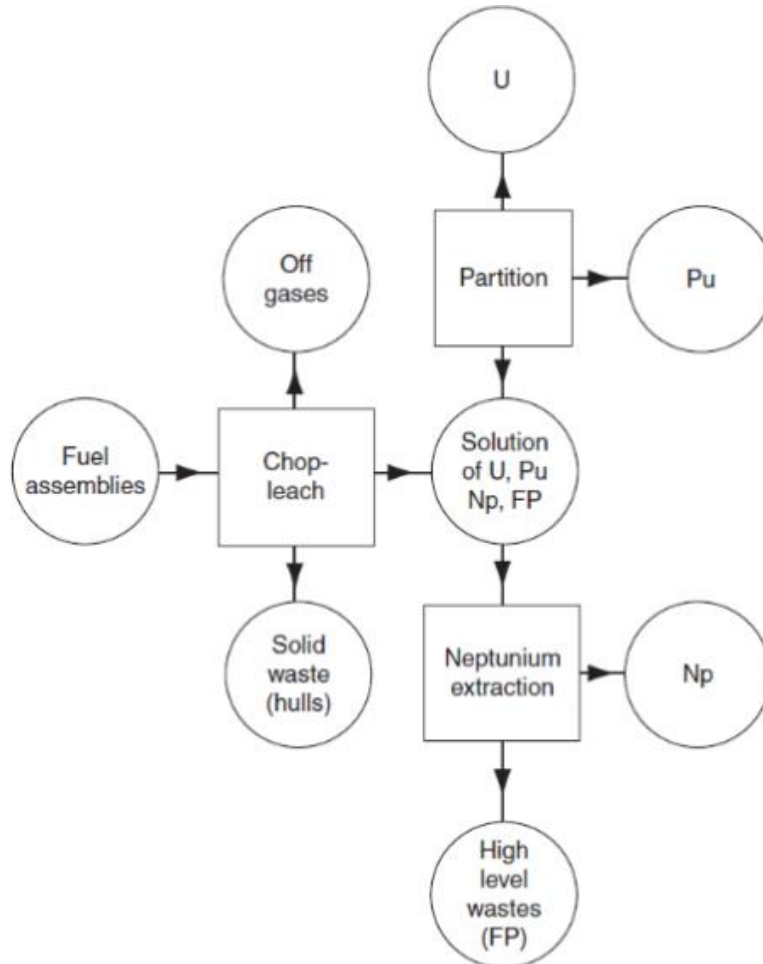 U
Partition
Pu
Off
gases
Fuel
assemblies
Chop-
leach
Solution
of U, Pu
Np, FP
Solid
waste
(hulls)
Neptunium
extraction
Np
High
level
wastes
(FP)